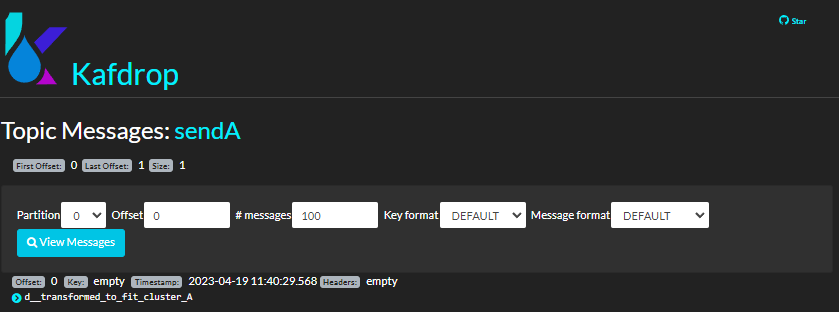 Star
Kafdrop
Topic Messages: sendA
First Offset: 0 Last Offset: 1 Size: 1
Partition 0 Offset 0 # messages 100 Key format DEFAULT Message format DEFAULT
View Messages
Offset: 0 Key: empty Timestamp: 2023-04-19 11:40:29.568 Headers: empty
d__transformed_to_fit_cluster_A